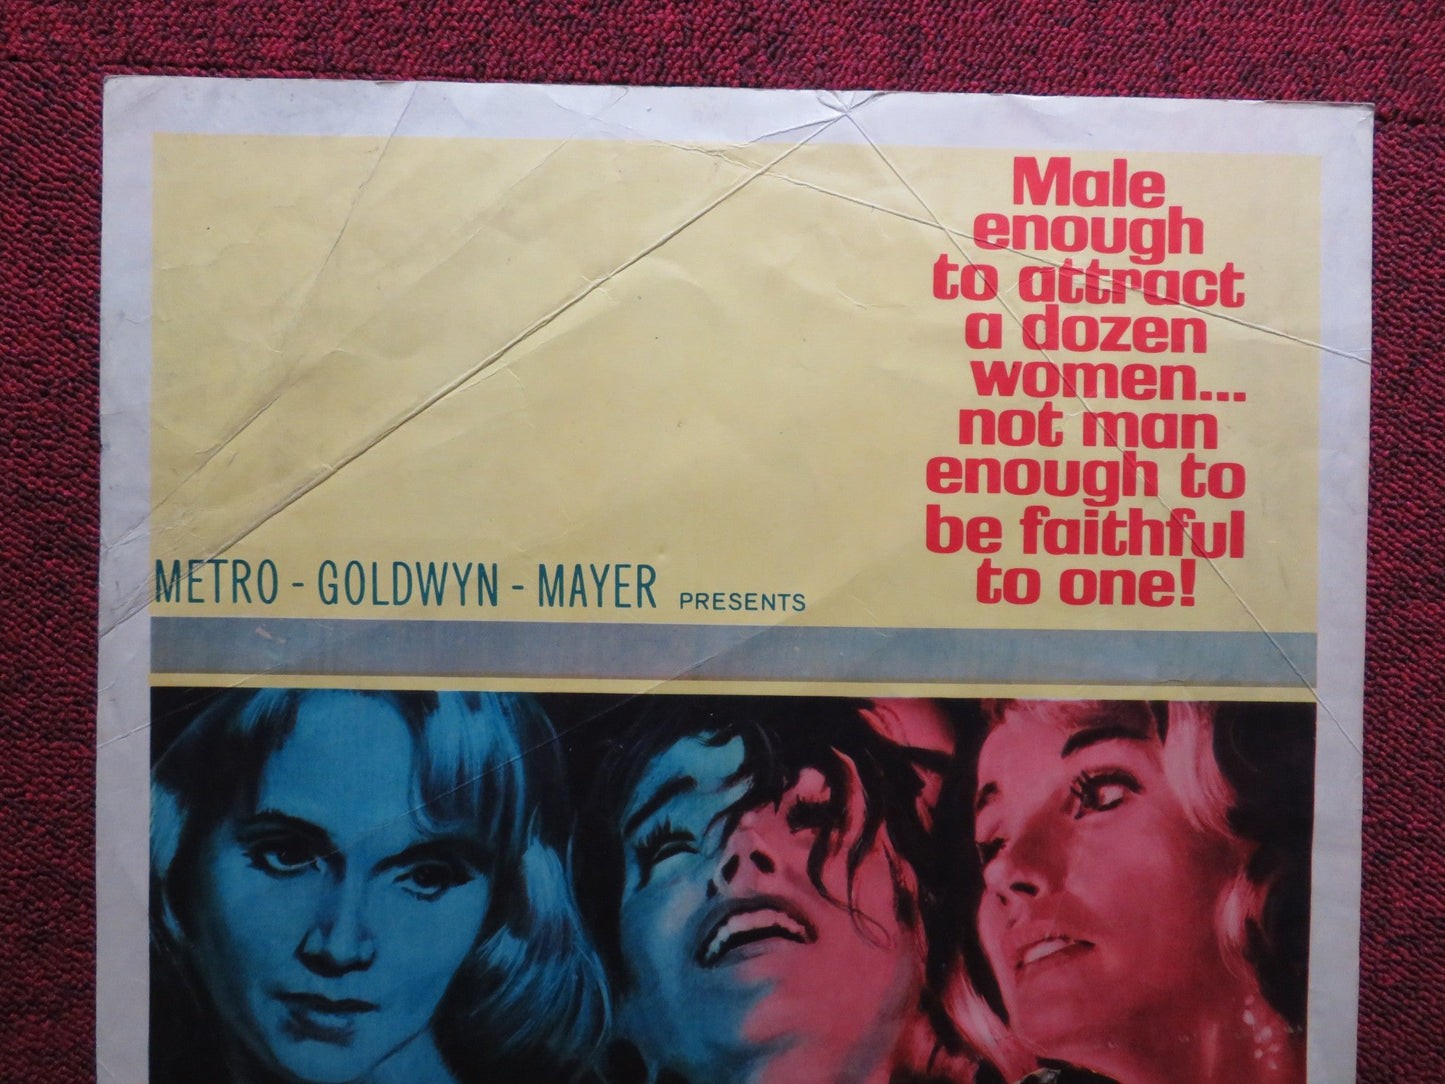 Male
enough
to attract
a dozen
women...
not man
enough to
be faithful
to one!
METRO - GOLDWYN - MAYER PRESENTS